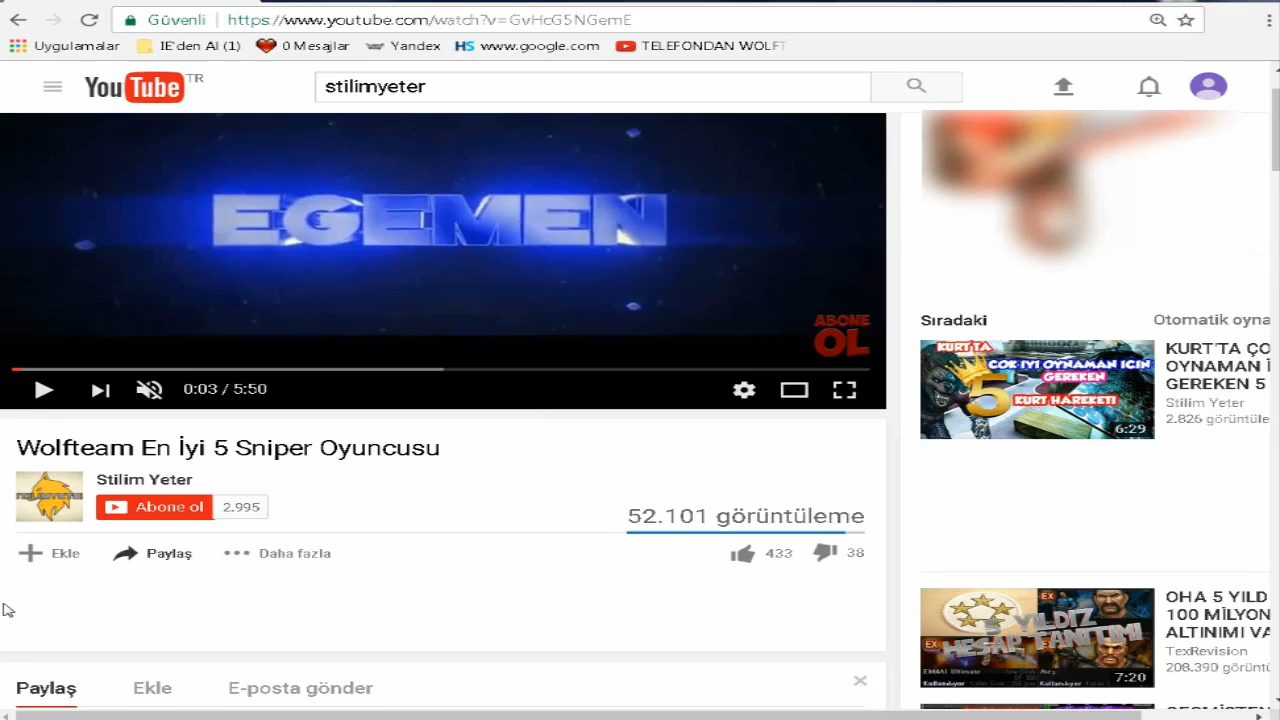 Güvenli https://www.youtube.com/watch?v=GvHcG5NGemE
Uygulamalar IE'den Al (1) 0 Mesajlar Yandex HS www.google.com TELEFONDAN WOLFT
YouTube TR stilimyeter
EGEMEN
ABONE
OL
0:03 / 5:50
Wolfteam En İyi 5 Sniper Oyuncusu
Stilim Yeter
Abone ol 2.995
52.101 görüntüleme
Ekle Paylaş Daha fazla 433 38
Paylaş Ekle E-posta gönder
Sıradaki Otomatik oyna
KURT'TA
ÇOK İYİ OYNAMAN İÇİN
GEREKEN
5 KURT HAREKETİ
6:29
KURT'TA ÇO
OYNAMAN İ
GEREKEN 5
Stilim Yeter
2.826 görüntüle
EX
5 YILDIZ
HESAP TANITIMI
EX
7:20
OHA 5 YILD
100 MİLYON
ALTINIMI VA
TexRevision
208.390 görüntü